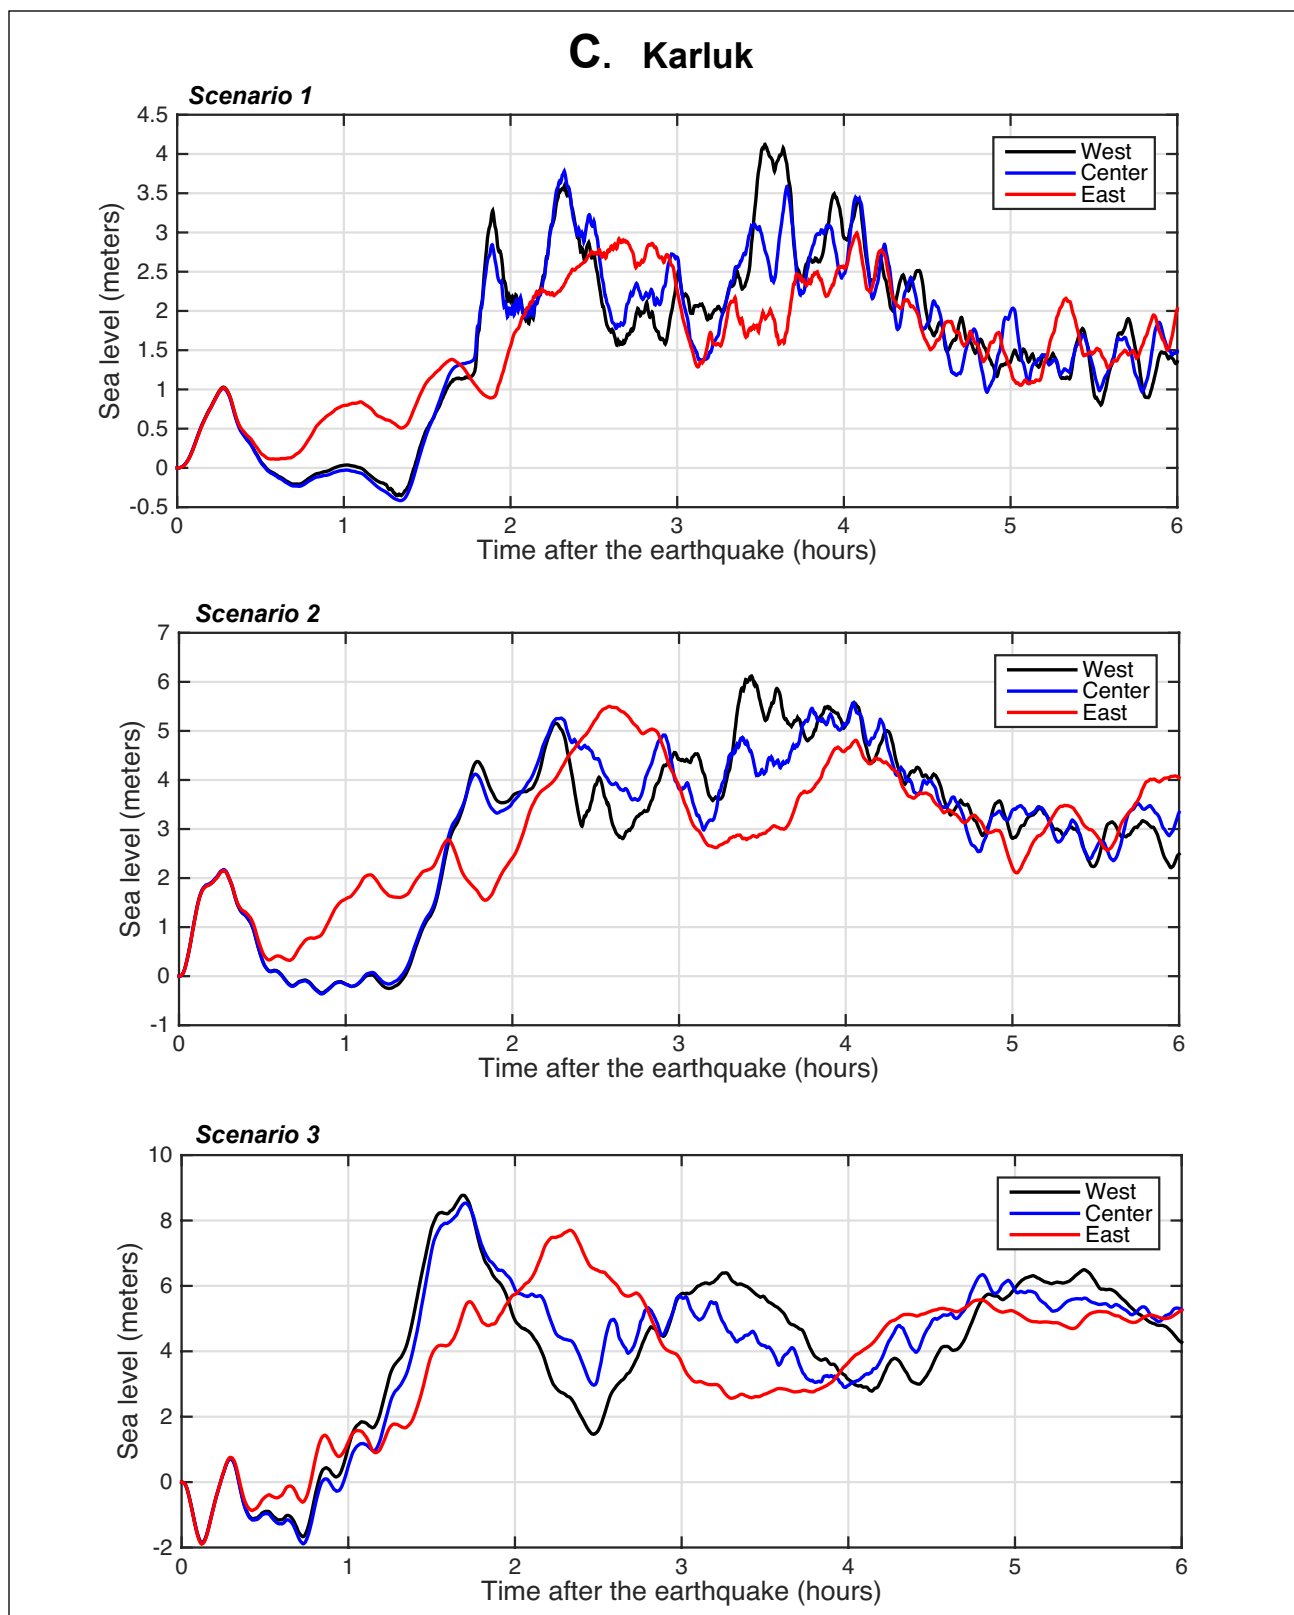 C. Karluk
Scenario 1
4.5
4
3.5
3
2.5
2
1.5
1
0.5
0
-0.5
Sea level (meters)
West
Center
East
0 1 2 3 4 5 6
Time after the earthquake (hours)
Scenario 2
7
6
5
4
3
2
1
0
-1
Sea level (meters)
West
Center
East
0 1 2 3 4 5 6
Time after the earthquake (hours)
Scenario 3
10
8
6
4
2
0
-2
Sea level (meters)
West
Center
East
0 1 2 3 4 5 6
Time after the earthquake (hours)